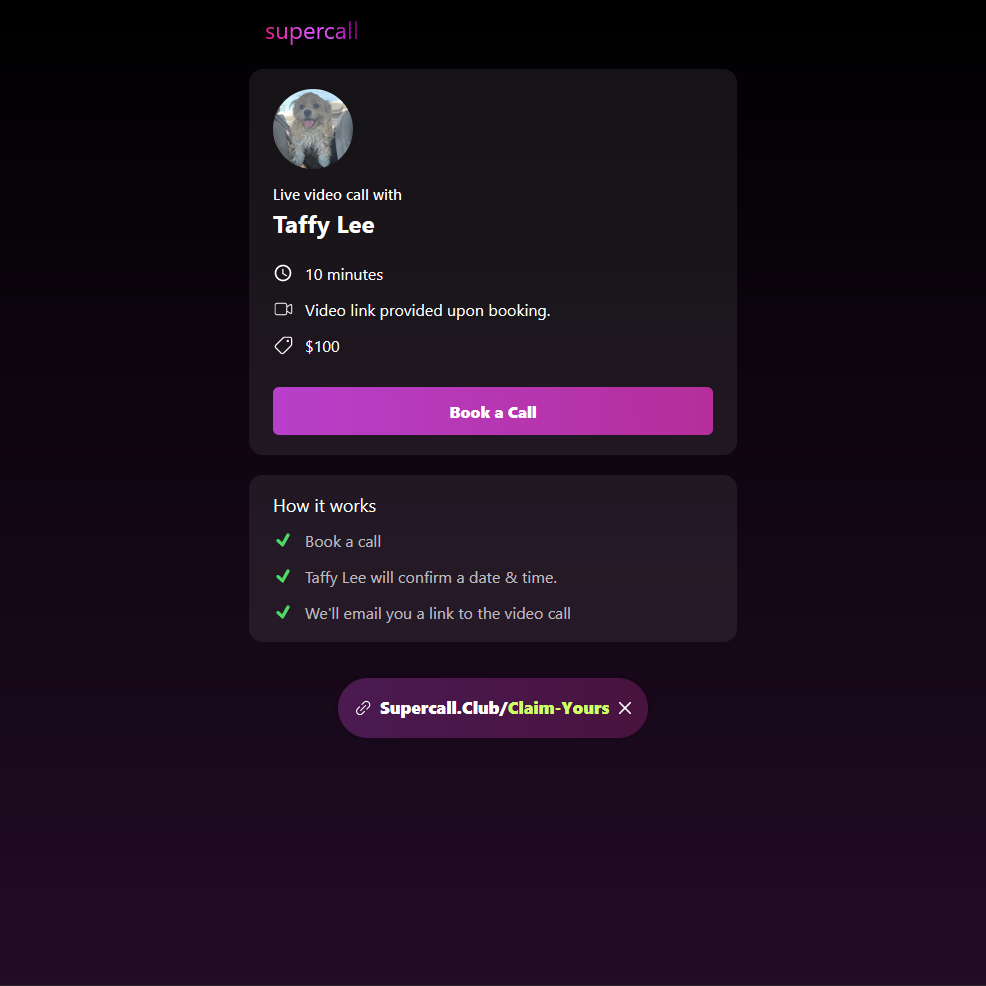 supercall
Live video call with
Taffy Lee
10 minutes
Video link provided upon booking.
$100
Book a Call
How it works
Book a call
Taffy Lee will confirm a date & time.
We'll email you a link to the video call
Supercall.Club/Claim-Yours